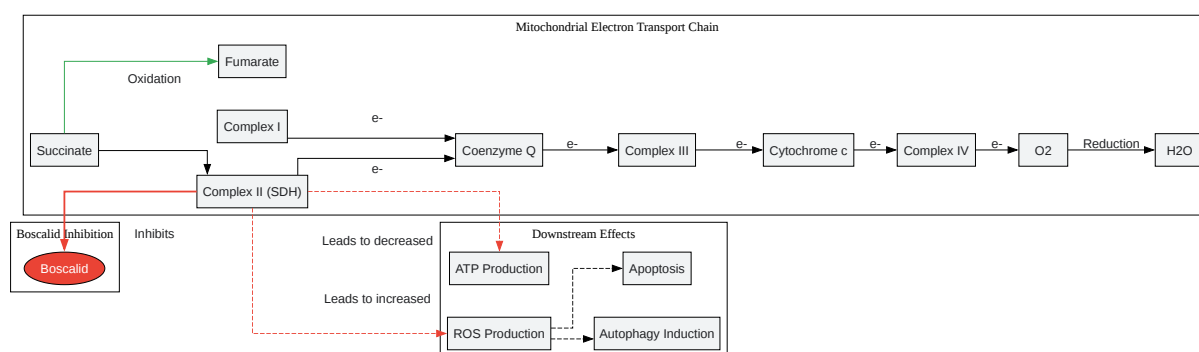 Mitochondrial Electron Transport Chain
Fumarate
Oxidation
Complex I
e-
Succinate
Coenzyme Q
e-
Complex III
e-
Cytochrome c
e-
Complex IV
e-
O2
Reduction
H2O
e-
Complex II (SDH)
Boscalid Inhibition
Inhibits
Boscalid
Downstream Effects
Leads to decreased
ATP Production
Apoptosis
Leads to increased
ROS Production
Autophagy Induction